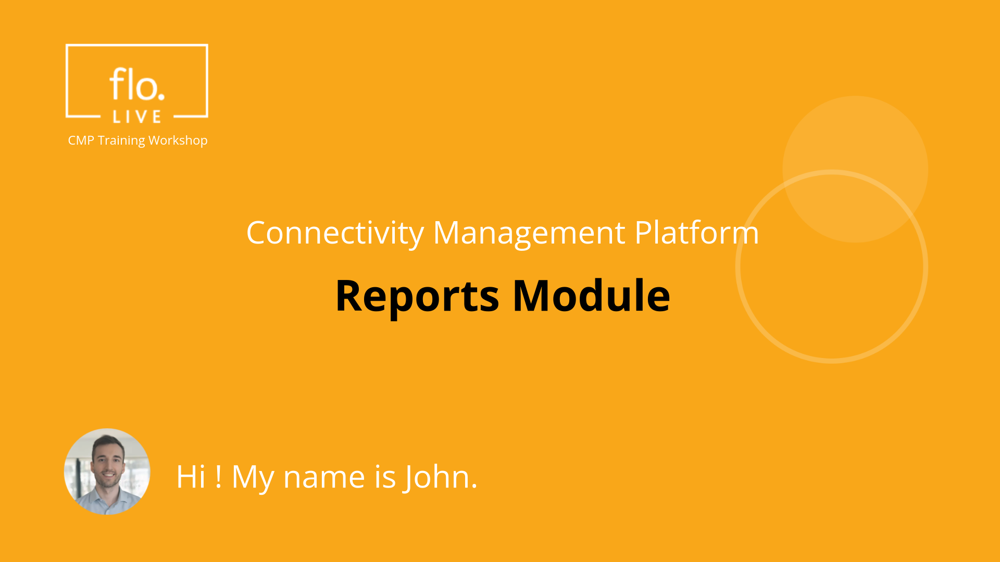 flo.
LIVE
CMP Training Workshop
Connectivity Management Platform
Reports Module
Hi ! My name is John.